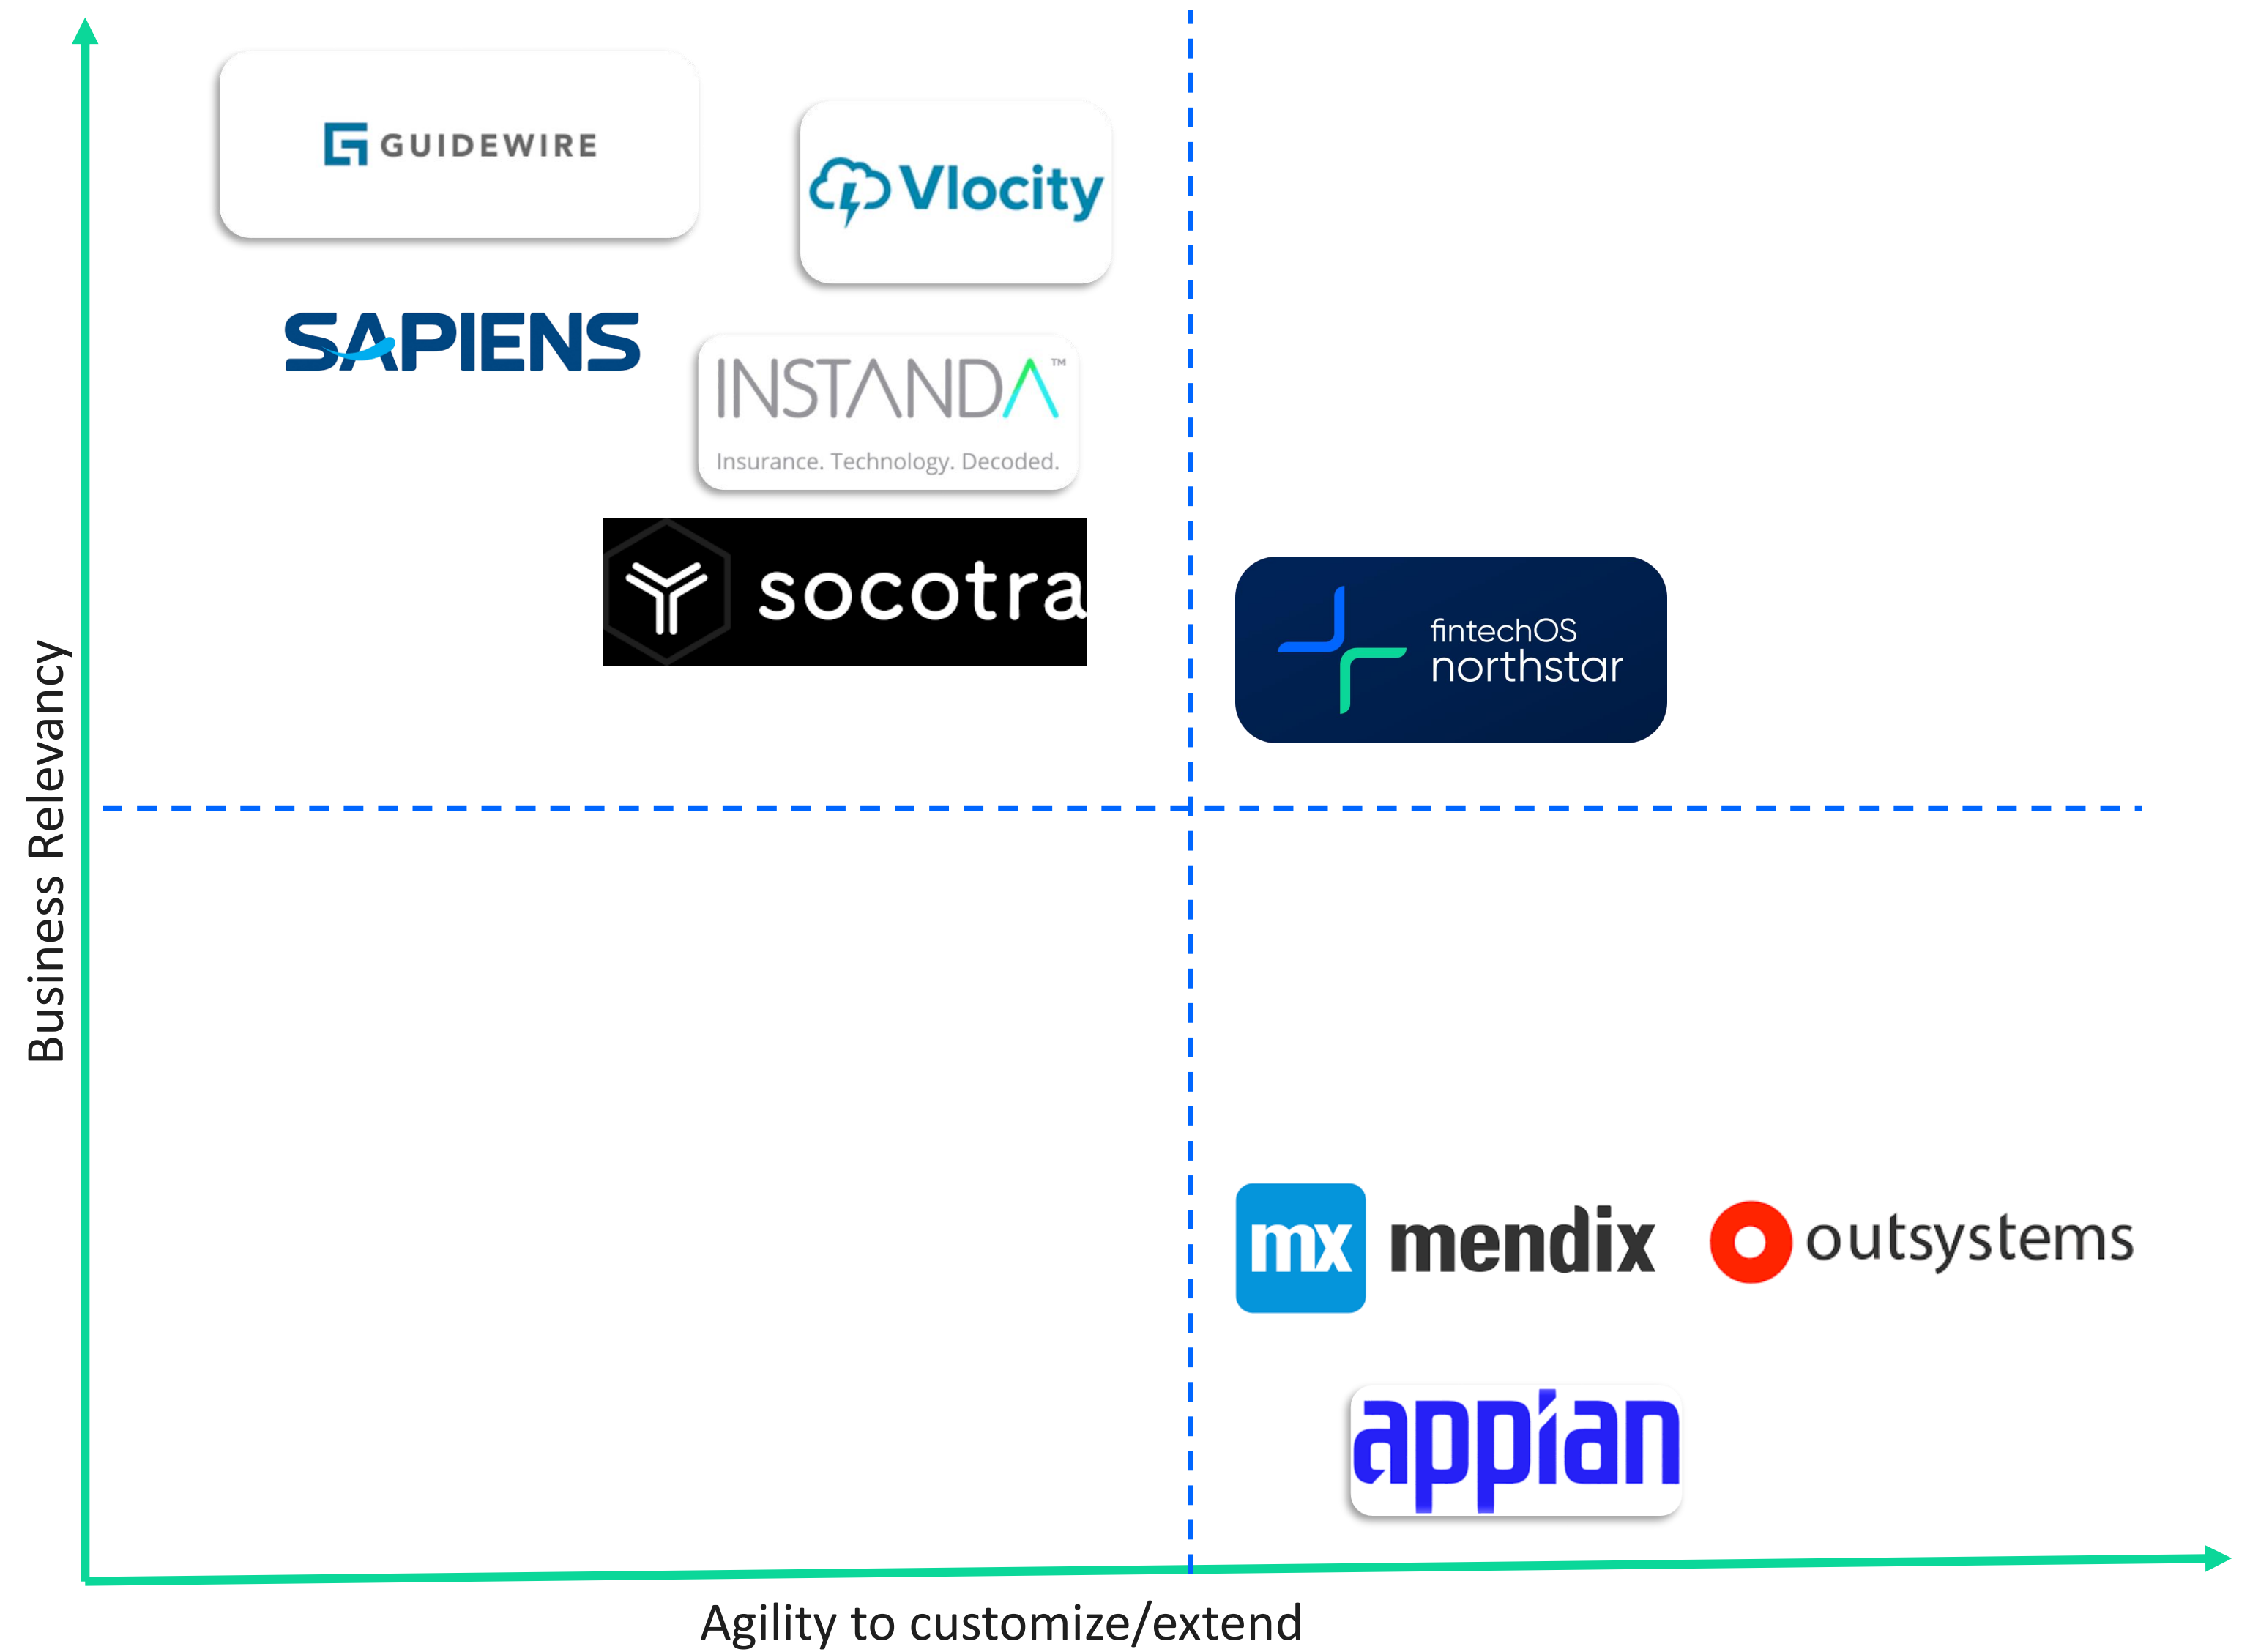 GUIDEWIRE
Vlocity
SAPIENS
INSTANDA™
Insurance. Technology. Decoded.
socotra
fintechOS
northstar
Business Relevancy
mx mendix
outsystems
appian
Agility to customize/extend